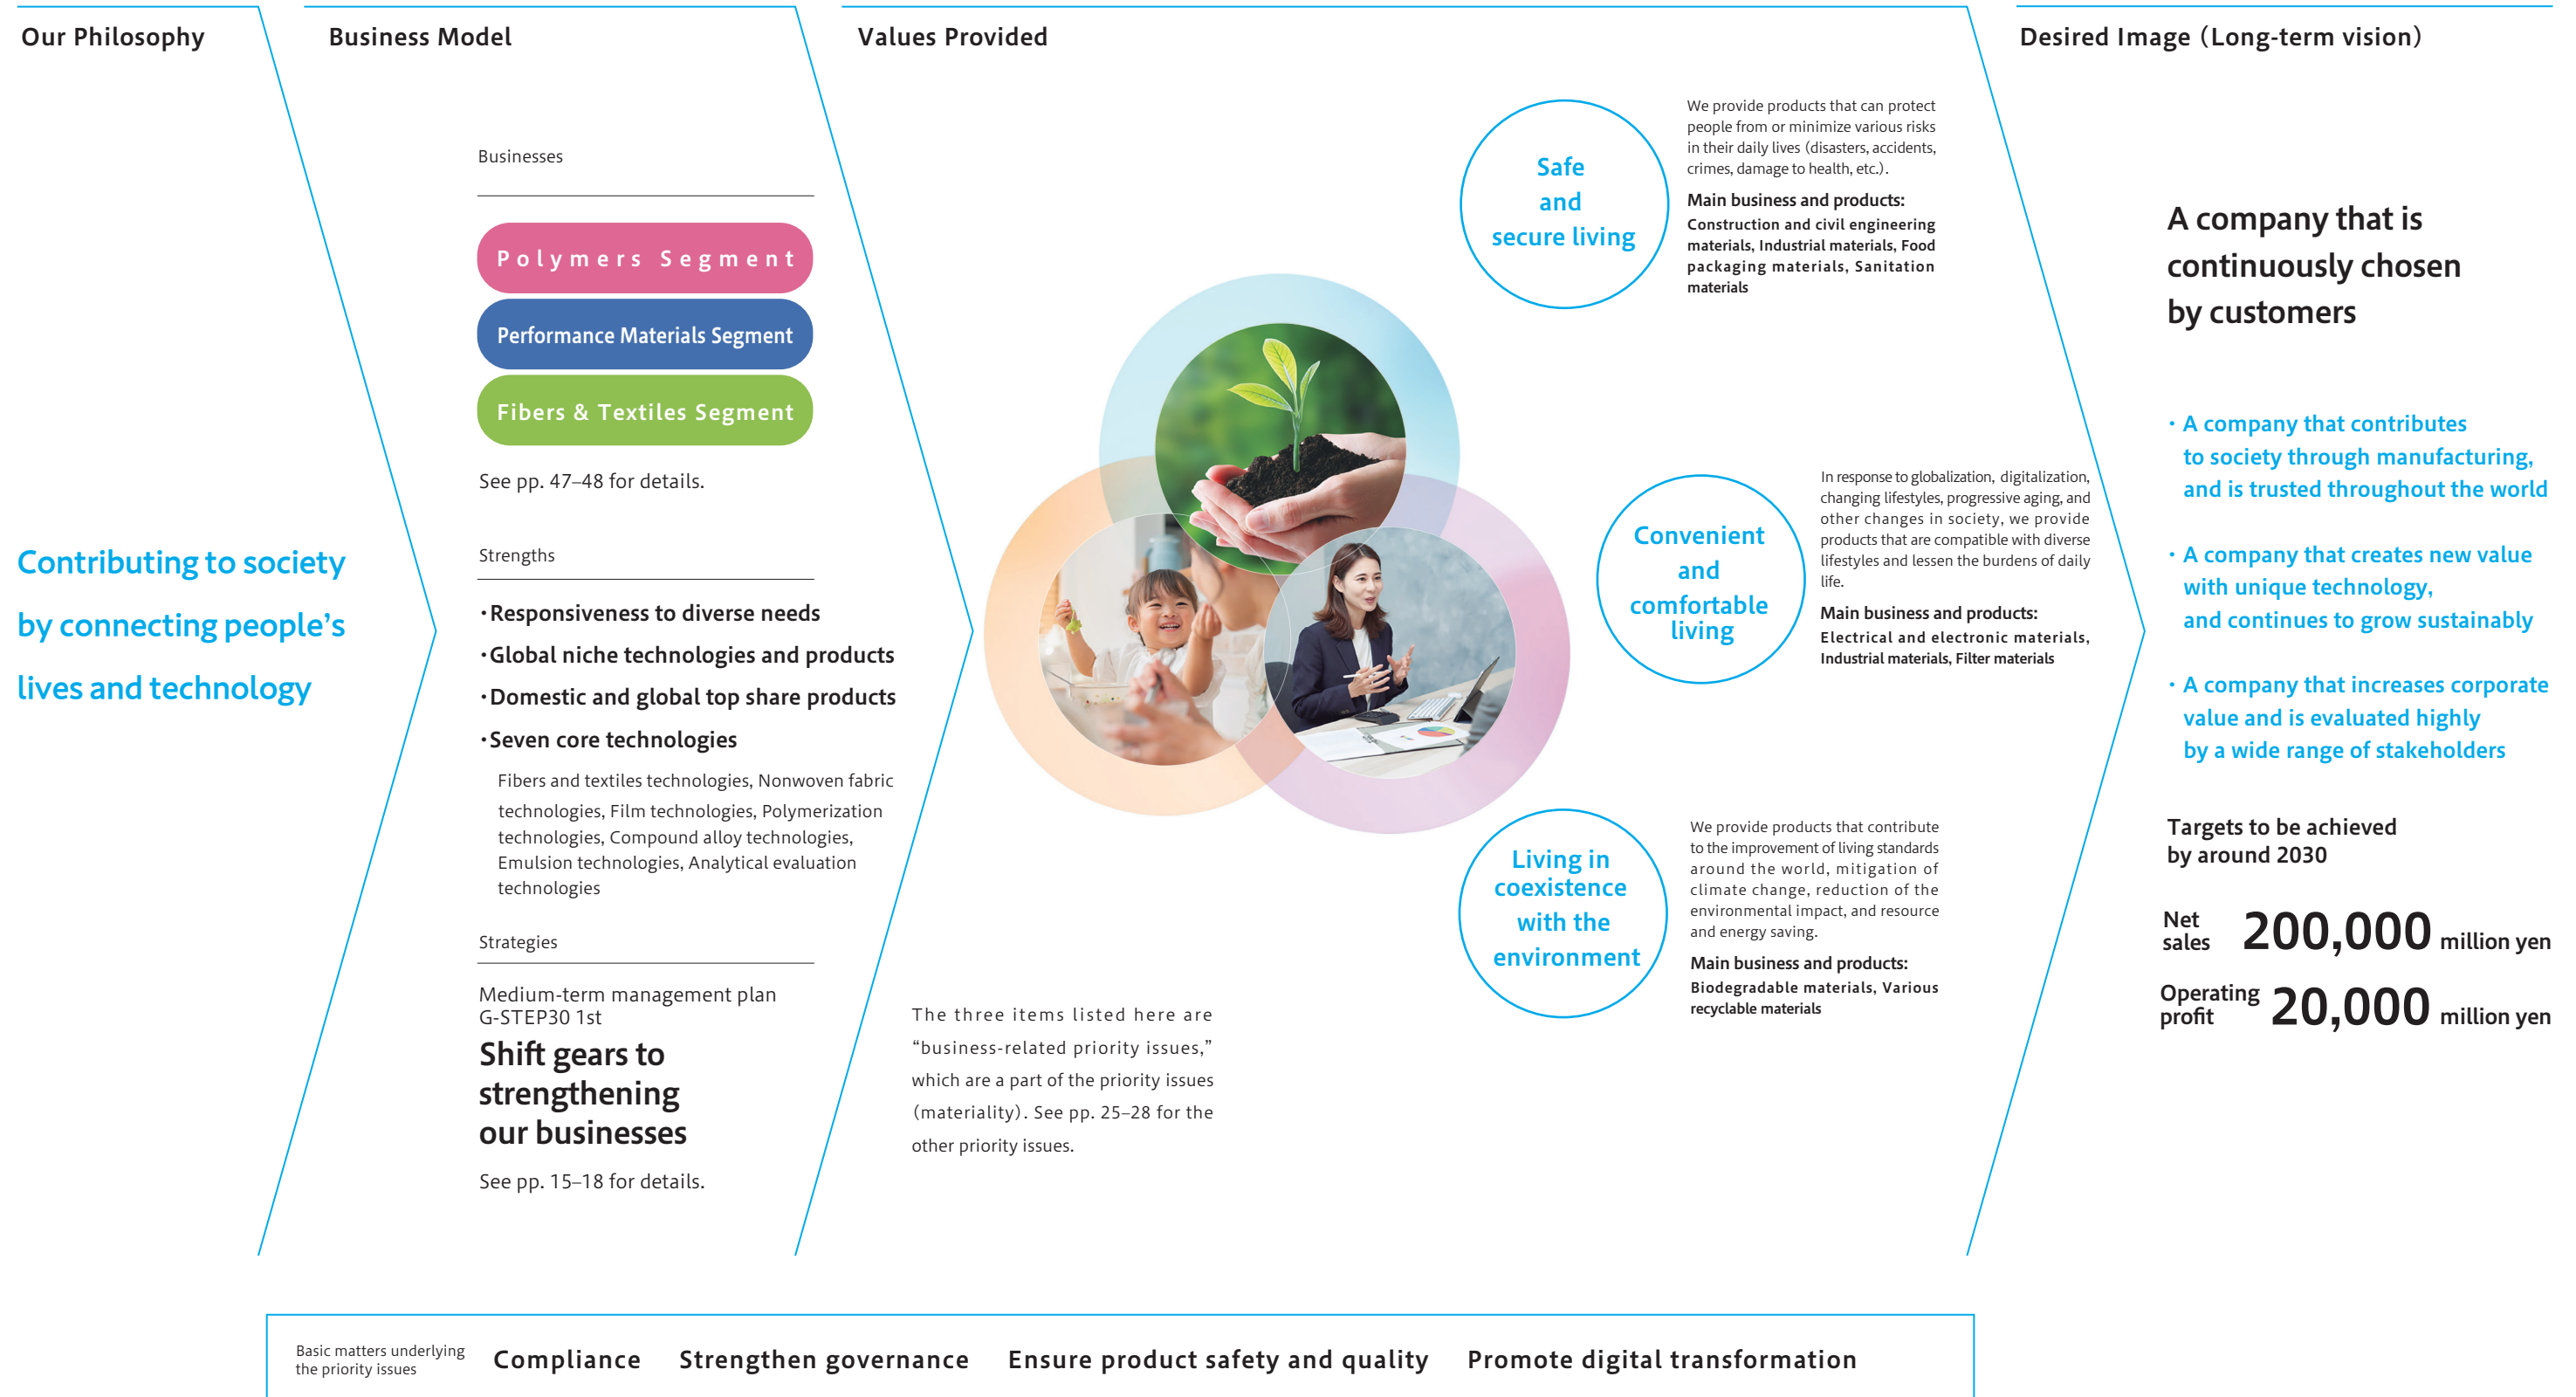 Our Philosophy
Contributing to society
by connecting people’s
lives and technology
Business Model
Businesses
Polymers Segment
Performance Materials Segment
Fibers & Textiles Segment
See pp. 47–48 for details.
Strengths
・Responsiveness to diverse needs
・Global niche technologies and products
・Domestic and global top share products
・Seven core technologies
Fibers and textiles technologies, Nonwoven fabric
technologies, Film technologies, Polymerization
technologies, Compound alloy technologies,
Emulsion technologies, Analytical evaluation
technologies
Strategies
Medium-term management plan
G-STEP30 1st
Shift gears to
strengthening
our businesses
See pp. 15–18 for details.
Values Provided
Safe
and
secure living
We provide products that can protect
people from or minimize various risks
in their daily lives (disasters, accidents,
crimes, damage to health, etc.).
Main business and products:
Construction and civil engineering
materials, Industrial materials, Food
packaging materials, Sanitation
materials
Convenient
and
comfortable
living
In response to globalization, digitalization,
changing lifestyles, progressive aging, and
other changes in society, we provide
products that are compatible with diverse
lifestyles and lessen the burdens of daily
life.
Main business and products:
Electrical and electronic materials,
Industrial materials, Filter materials
Living in
coexistence
with the
environment
We provide products that contribute
to the improvement of living standards
around the world, mitigation of
climate change, reduction of the
environmental impact, and resource
and energy saving.
Main business and products:
Biodegradable materials, Various
recyclable materials
The three items listed here are
“business-related priority issues,”
which are a part of the priority issues
(materiality). See pp. 25–28 for the
other priority issues.
Desired Image (Long-term vision)
A company that is
continuously chosen
by customers
・A company that contributes
to society through manufacturing,
and is trusted throughout the world
・A company that creates new value
with unique technology,
and continues to grow sustainably
・A company that increases corporate
value and is evaluated highly
by a wide range of stakeholders
Targets to be achieved
by around 2030
Net
sales 200,000 million yen
Operating
profit 20,000 million yen
Basic matters underlying
the priority issues
Compliance Strengthen governance Ensure product safety and quality Promote digital transformation